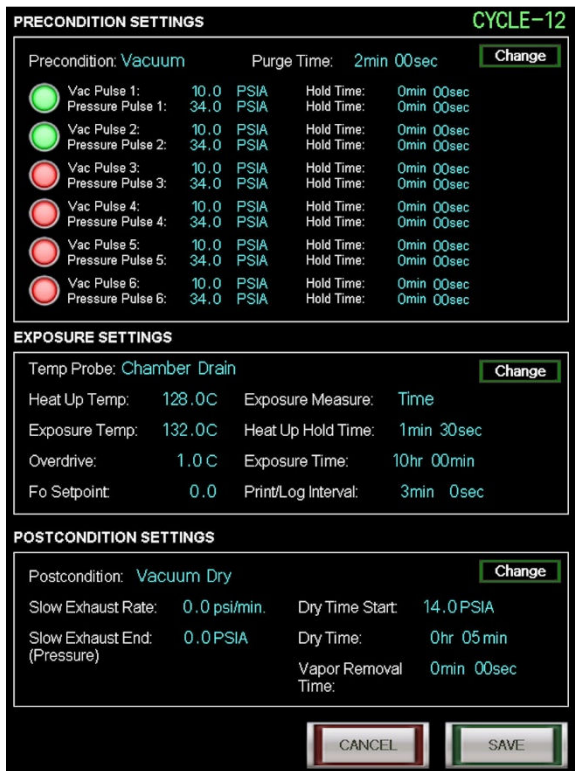 PRECONDITION SETTINGS CYCLE-12
Precondition: Vacuum Purge Time: 2min 00sec Change
Vac Pulse 1: 10.0 PSIA Hold Time: 0min 00sec
Pressure Pulse 1: 34.0 PSIA Hold Time: 0min 00sec
Vac Pulse 2: 10.0 PSIA Hold Time: 0min 00sec
Pressure Pulse 2: 34.0 PSIA Hold Time: 0min 00sec
Vac Pulse 3: 10.0 PSIA Hold Time: 0min 00sec
Pressure Pulse 3: 34.0 PSIA Hold Time: 0min 00sec
Vac Pulse 4: 10.0 PSIA Hold Time: 0min 00sec
Pressure Pulse 4: 34.0 PSIA Hold Time: 0min 00sec
Vac Pulse 5: 10.0 PSIA Hold Time: 0min 00sec
Pressure Pulse 5: 34.0 PSIA Hold Time: 0min 00sec
Vac Pulse 6: 10.0 PSIA Hold Time: 0min 00sec
Pressure Pulse 6: 34.0 PSIA Hold Time: 0min 00sec
EXPOSURE SETTINGS
Temp Probe: Chamber Drain Change
Heat Up Temp: 128.0C Exposure Measure: Time
Exposure Temp: 132.0C Heat Up Hold Time: 1min 30sec
Overdrive: 1.0 C Exposure Time: 10hr 00min
Fo Setpoint: 0.0 Print/Log Interval: 3min 0sec
POSTCONDITION SETTINGS
Postcondition: Vacuum Dry Change
Slow Exhaust Rate: 0.0 psi/min. Dry Time Start: 14.0 PSIA
Slow Exhaust End: 0.0 PSIA Dry Time: 0hr 05 min
(Pressure)
Vapor Removal 0min 00sec
Time:
CANCEL SAVE